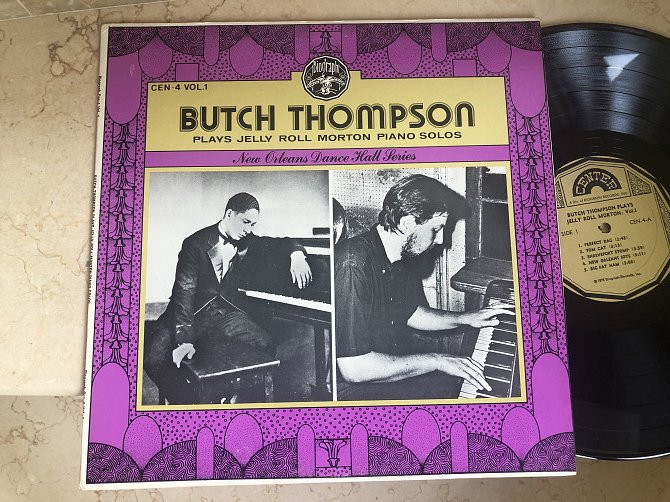 Biograph
CEN-4 VOL.1
BUTCH THOMPSON
PLAYS JELLY ROLL MORTON PIANO SOLOS
New Orleans Dance Hall Series
CENTER
BUTCH THOMPSON PLAYS
JELLY ROLL MORTON: Vol.1
SIDE 1
CEN-4-A
1. PERFECT RAG
2. TOM CAT
3. SHREVEPORT STOMP
4. NEW ORLEANS JOYS
5. BIG FAT HAM